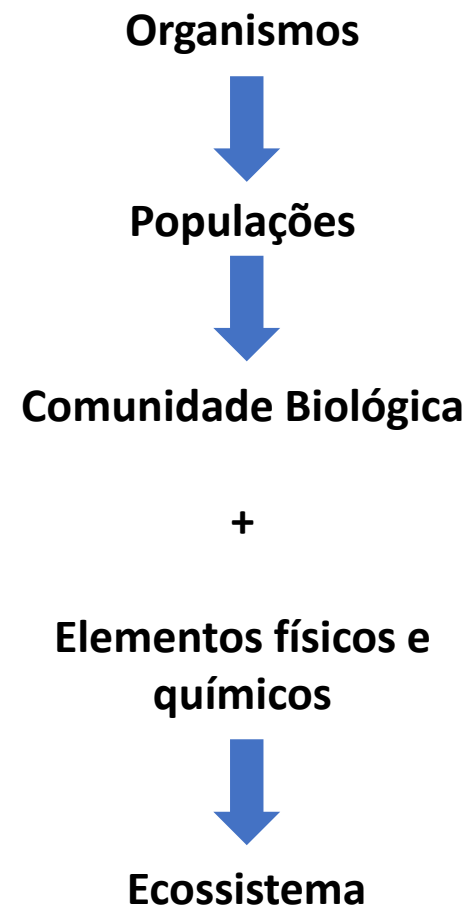 Organismos
Populações
Comunidade Biológica
+
Elementos físicos e
químicos
Ecossistema